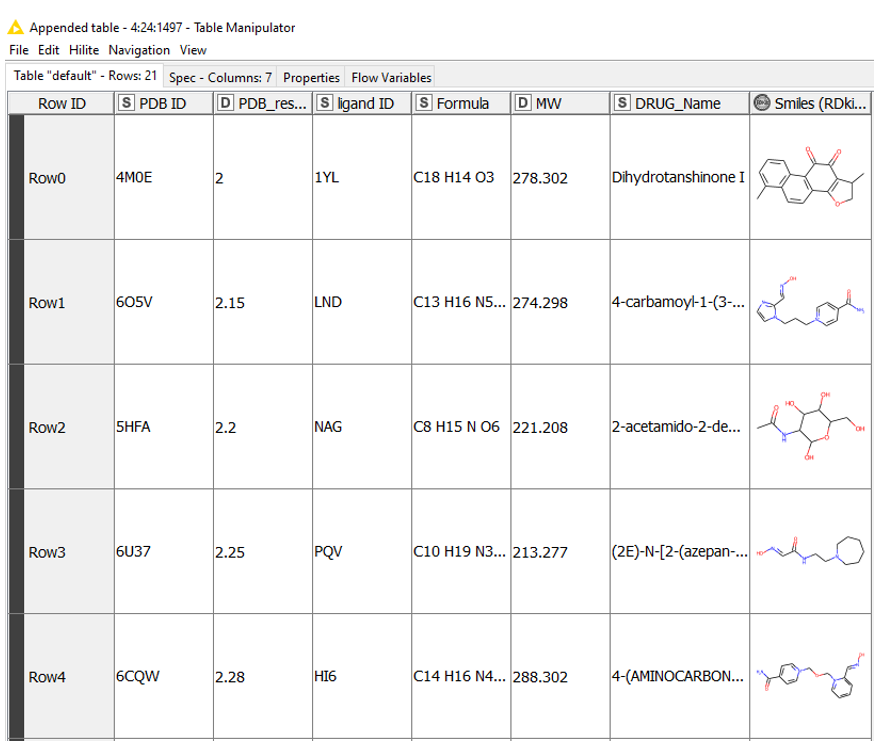 Appended table - 4:24:1497 - Table Manipulator
File Edit Hilite Navigation View
Table "default" - Rows: 21 Spec - Columns: 7 Properties Flow Variables
Row ID S PDB ID D PDB_res... S ligand ID S Formula D MW S DRUG_Name Smiles (RDki...
Row0 4M0E 2 1YL C18 H14 O3 278.302 Dihydrotanshinone I
Row1 6O5V 2.15 LND C13 H16 N5... 274.298 4-carbamoyl-1-(3-...
Row2 5HFA 2.2 NAG C8 H15 N O6 221.208 2-acetamido-2-de...
Row3 6U37 2.25 PQV C10 H19 N3... 213.277 (2E)-N-[2-(azepan-...
Row4 6CQW 2.28 HI6 C14 H16 N4... 288.302 4-(AMINOCARBON...